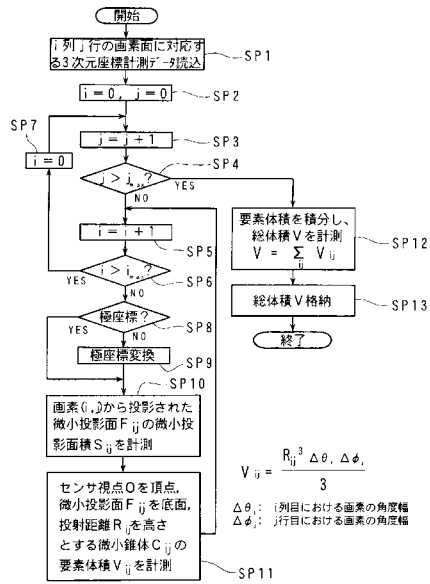 開始
i列j行の画素面に対応す
る3次元座標計測データ読込
SP1
i=0, j=0
SP2
SP7
j=j+1
SP3
i=0
j>jmax?
SP4
YES
NO
i=i+1
SP5
i>imax?
SP6
NO
YES
極座標?
SP8
NO
極座標変換
SP9
SP10
画素(i,j)から投影された
微小投影面Fijの微小投
影面積Sijを計測
センサ視点Oを頂点,
微小投影面Fijを底面,
投射距離Rijを高さ
とする微小錐体Cijの
要素体積Vijを計測
SP11
要素体積を積分し、
総体積Vを計測
V = Σij Vij
SP12
総体積V格納
SP13
終了
Vij = Rij³ Δθi Δφj / 3
Δθi: i列目における画素の角度幅
Δφj: j行目における画素の角度幅